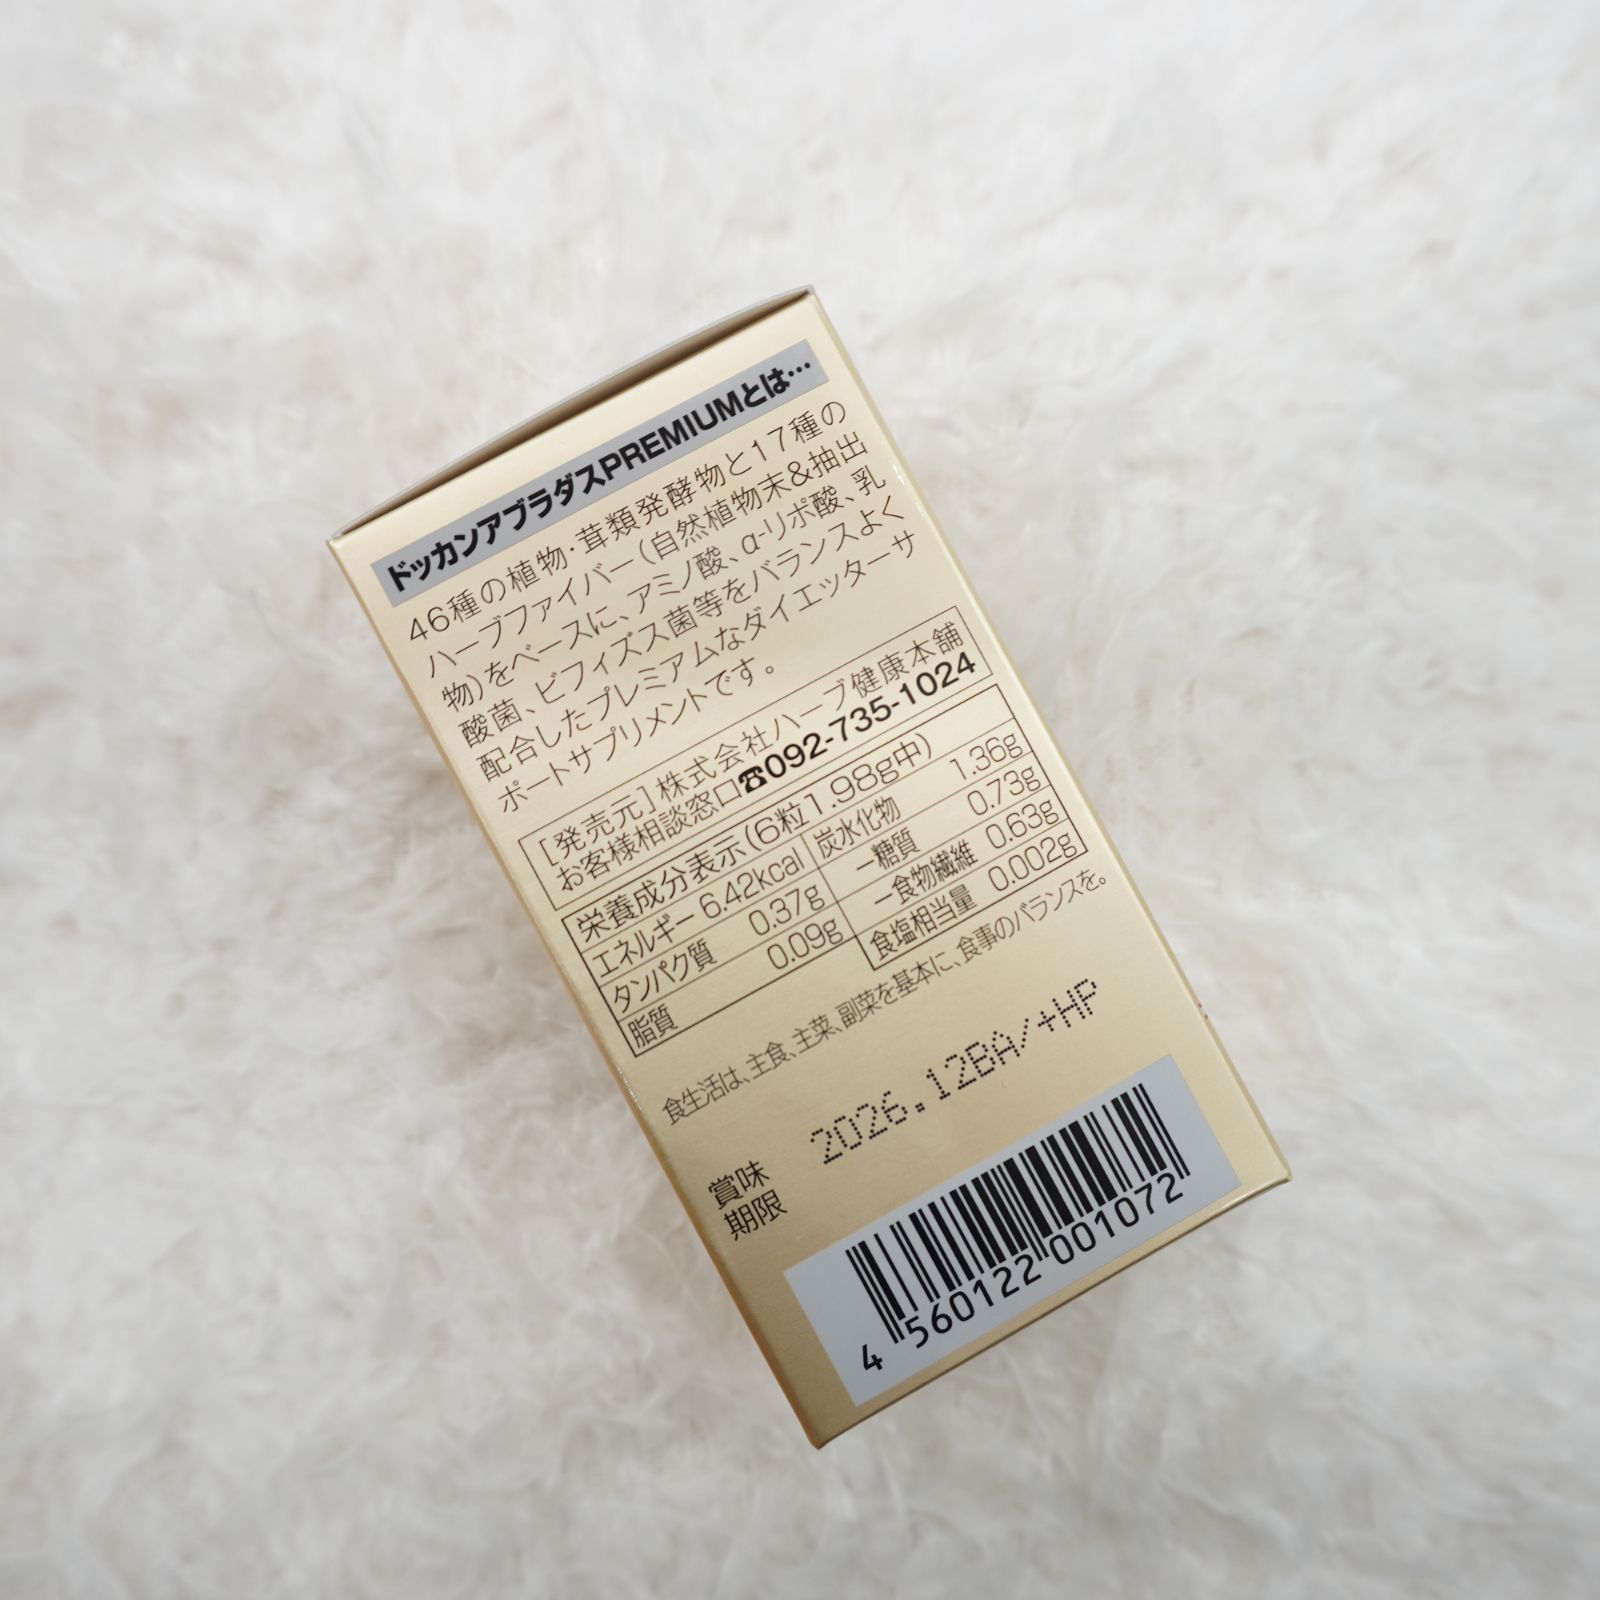 ドッカンアブラダスPREMIUMとは…
46種の植物・茸類発酵物と17種の
ハーブファイバー(自然植物末&抽出
物)をベースに、アミノ酸、α-リポ酸、乳
酸菌、ビフィズス菌等をバランスよく
配合したプレミアムなダイエッターサ
ポートサプリメントです。
[発売元]株式会社ハーブ健康本舗
お客様相談窓口☎092-735-1024
栄養成分表示(6粒1.98g中)
エネルギー 6.42kcal
タンパク質 0.37g
脂質 0.09g
炭水化物 1.36g
−糖質 0.73g
−食物繊維 0.63g
食塩相当量 0.002g
食生活は、主食、主菜、副菜を基本に、食事のバランスを。
賞味
期限
2026.12BA/+HP
4 560122 001072